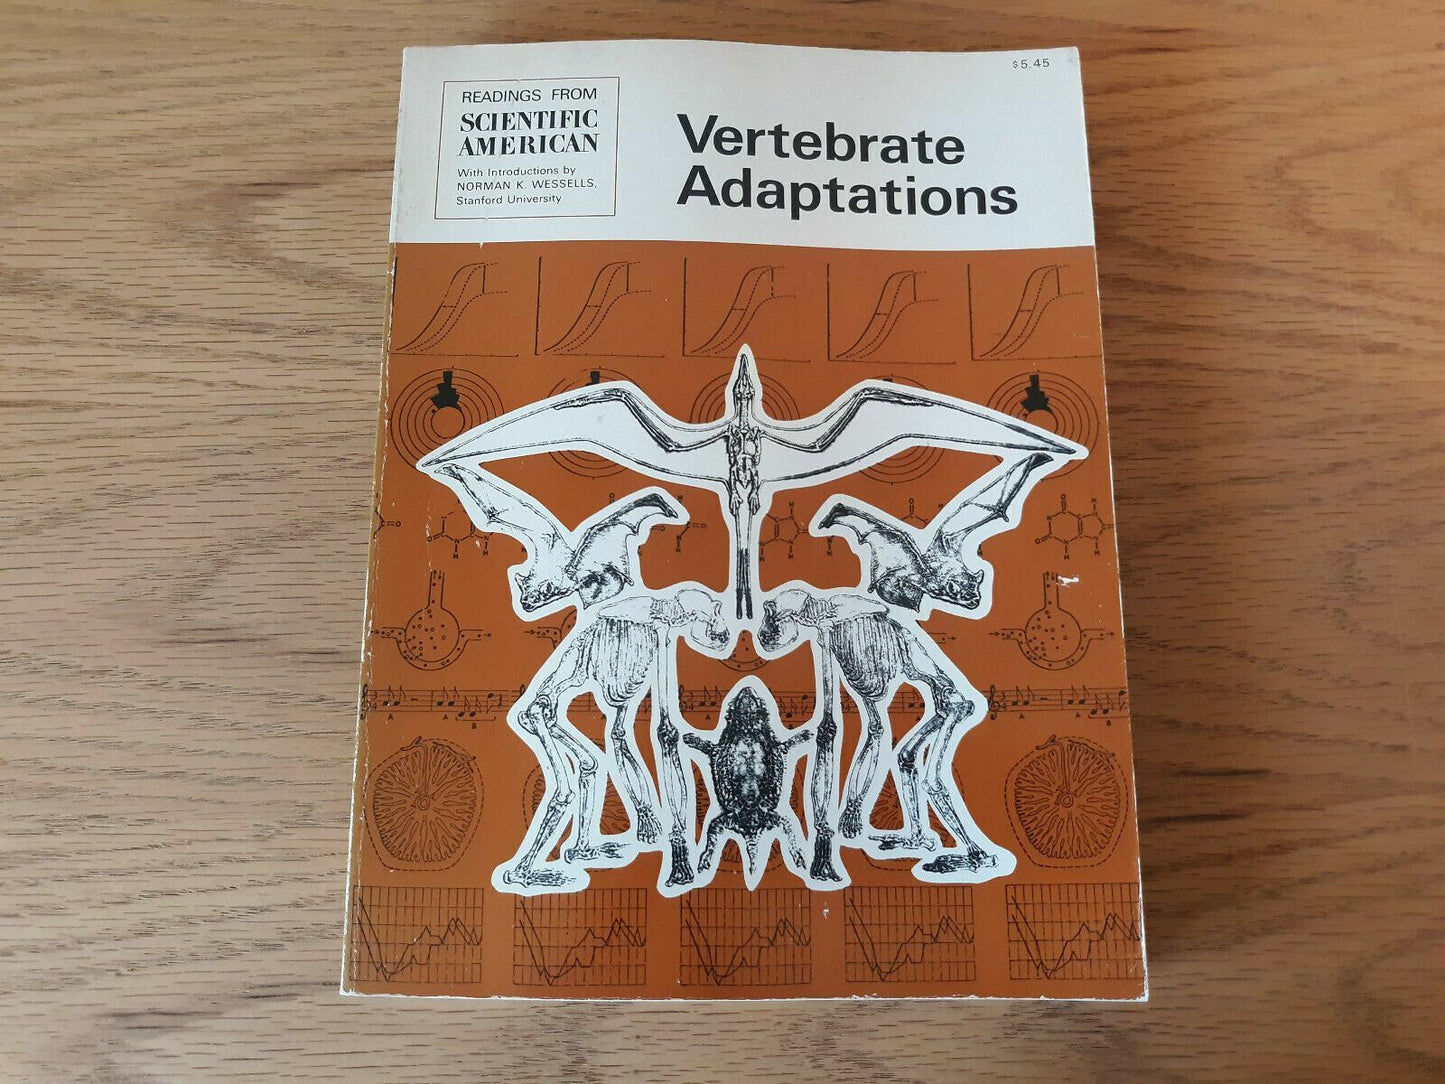 $5.45
READINGS FROM
SCIENTIFIC
AMERICAN
With Introductions by
NORMAN K. WESSELLS,
Stanford University
Vertebrate
Adaptations
A
B
A
A
A
B